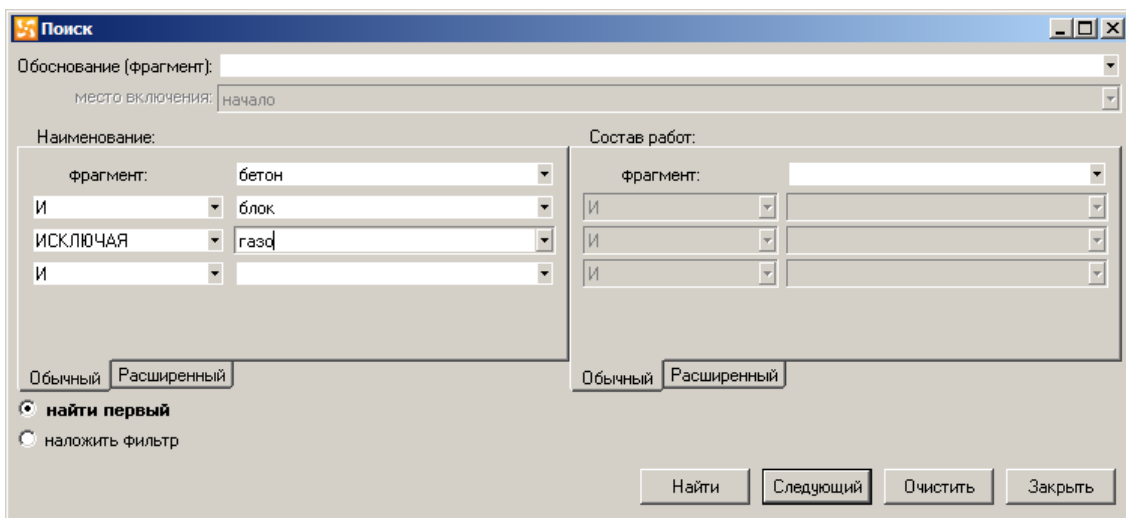 Поиск
Обоснование (фрагмент):
место включения: начало
Наименование: Состав работ:
фрагмент: бетон фрагмент:
И блок И
ИСКЛЮЧАЯ газо И
И И
Обычный Расширенный Обычный Расширенный
найти первый
наложить фильтр
Найти Следующий Очистить Закрыть